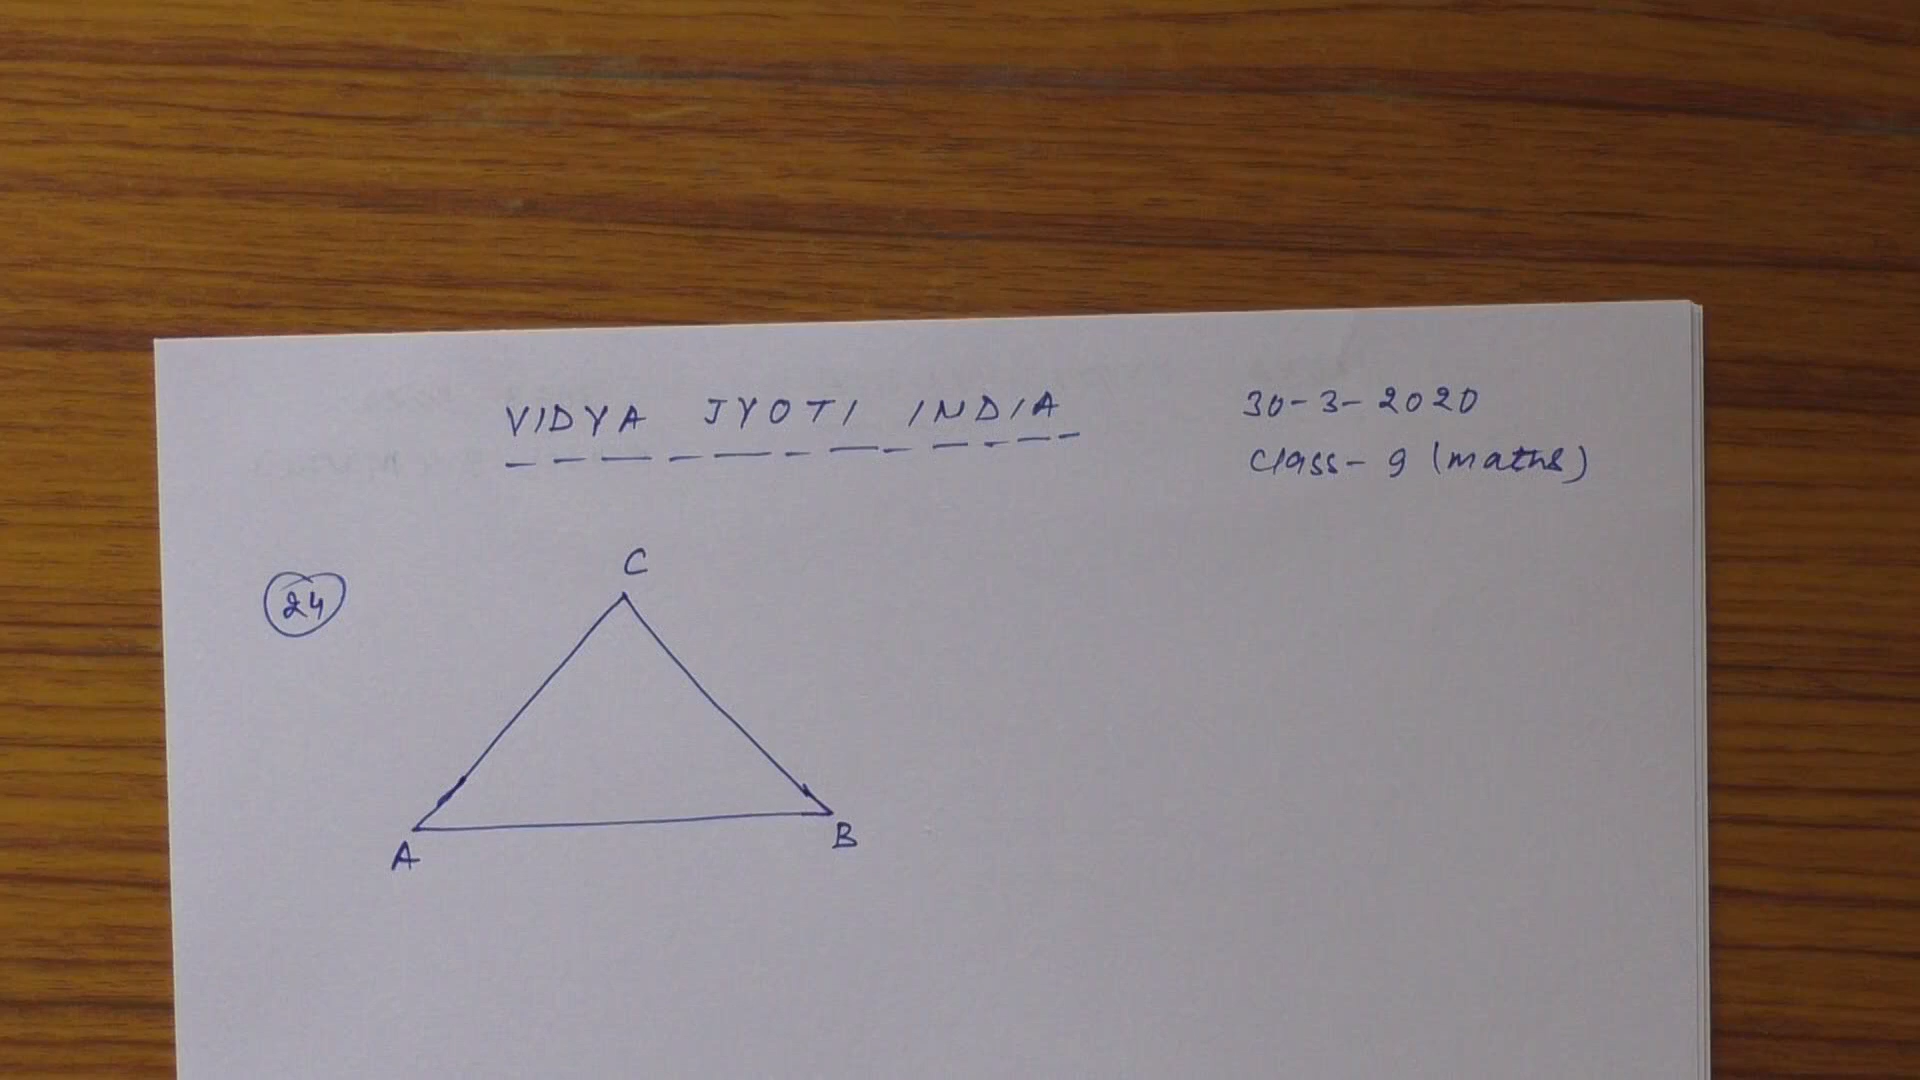 VIDYA JYOTI INDIA
30-3-2020
Class- 9 (maths)
24
C
A
B